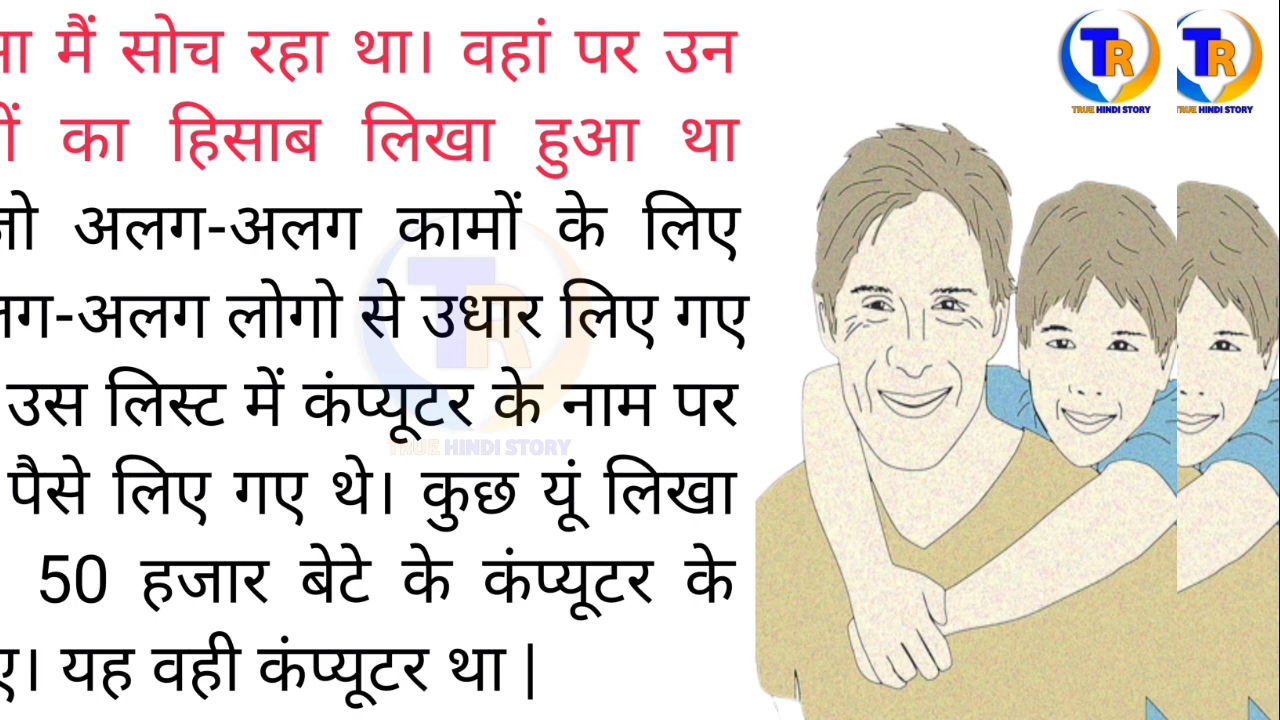 मैं सोच रहा था। वहां पर उन
का हिसाब लिखा हुआ था
अलग-अलग कामों के लिए
अलग लोगो से उधार लिए गए
उस लिस्ट में कंप्यूटर के नाम पर
पैसे लिए गए थे। कुछ यूं लिखा
50 हजार बेटे के कंप्यूटर के
यह वही कंप्यूटर था |
TR
TRUE HINDI STORY
TR
TRUE HINDI STORY
TR
TRUE HINDI STORY